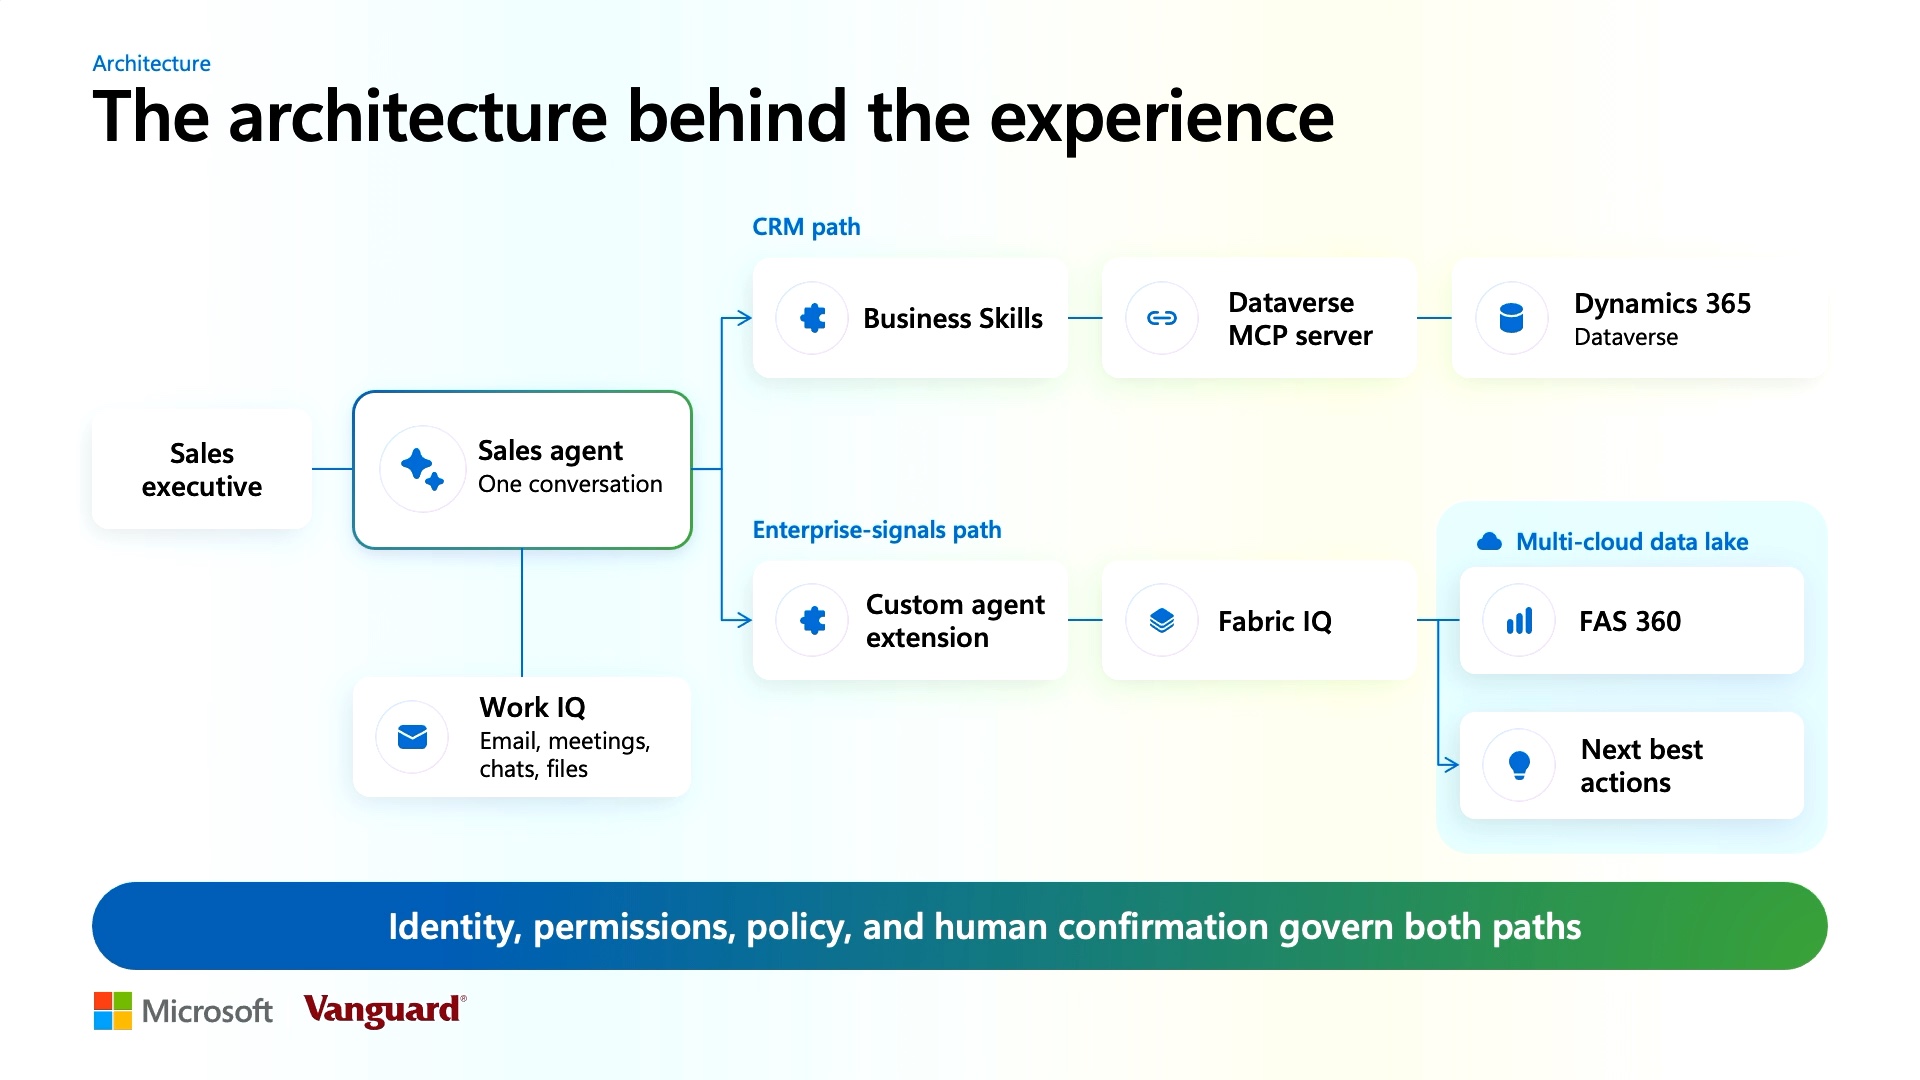 Architecture
The architecture behind the experience
CRM path
Business Skills
Dataverse
MCP server
Dynamics 365
Dataverse
Sales
executive
Sales agent
One conversation
Enterprise-signals path
Custom agent
extension
Fabric IQ
Multi-cloud data lake
FAS 360
Next best
actions
Work IQ
Email, meetings,
chats, files
Identity, permissions, policy, and human confirmation govern both paths
Microsoft
Vanguard®